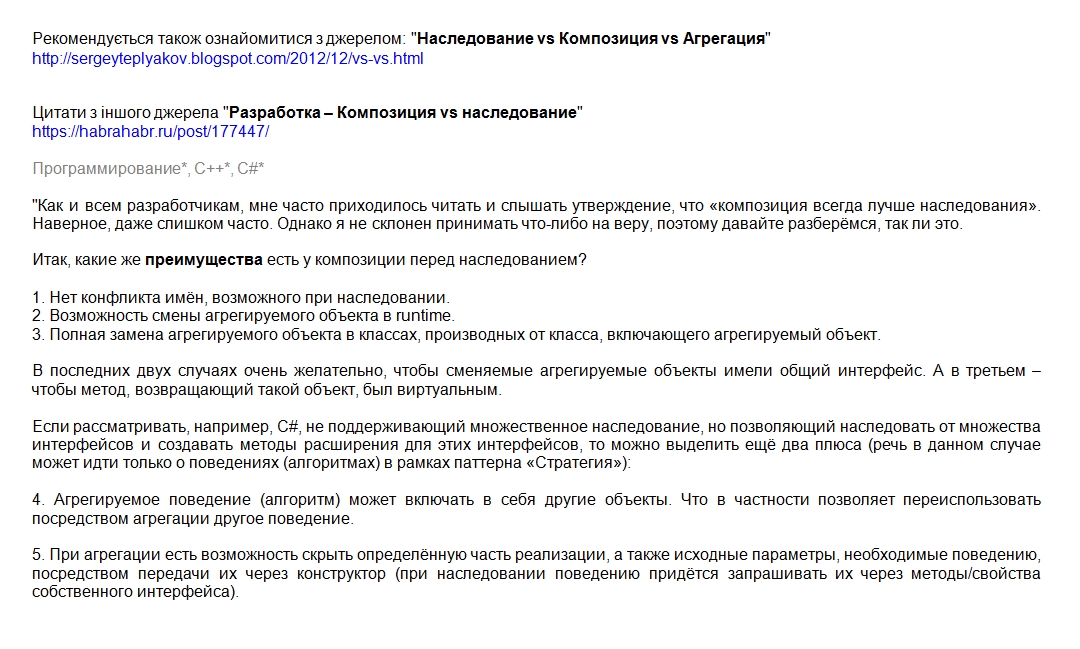 Рекомендується також ознайомитися з джерелом: "Наследование vs Композиция vs Агрегация"
http://sergeyteplyakov.blogspot.com/2012/12/vs-vs.html
Цитати з іншого джерела "Разработка – Композиция vs наследование"
https://habrahabr.ru/post/177447/
Программирование*, C++*, C#*
"Как и всем разработчикам, мне часто приходилось читать и слышать утверждение, что «композиция всегда лучше наследования».
Наверное, даже слишком часто. Однако я не склонен принимать что-либо на веру, поэтому давайте разберёмся, так ли это.
Итак, какие же преимущества есть у композиции перед наследованием?
1. Нет конфликта имён, возможного при наследовании.
2. Возможность смены агрегируемого объекта в runtime.
3. Полная замена агрегируемого объекта в классах, производных от класса, включающего агрегируемый объект.
В последних двух случаях очень желательно, чтобы сменяемые агрегируемые объекты имели общий интерфейс. А в третьем –
чтобы метод, возвращающий такой объект, был виртуальным.
Если рассматривать, например, C#, не поддерживающий множественное наследование, но позволяющий наследовать от множества
интерфейсов и создавать методы расширения для этих интерфейсов, то можно выделить ещё два плюса (речь в данном случае
может идти только о поведениях (алгоритмах) в рамках паттерна «Стратегия»):
4. Агрегируемое поведение (алгоритм) может включать в себя другие объекты. Что в частности позволяет переиспользовать
посредством агрегации другое поведение.
5. При агрегации есть возможность скрыть определённую часть реализации, а также исходные параметры, необходимые поведению,
посредством передачи их через конструктор (при наследовании поведению придётся запрашивать их через методы/свойства
собственного интерфейса).